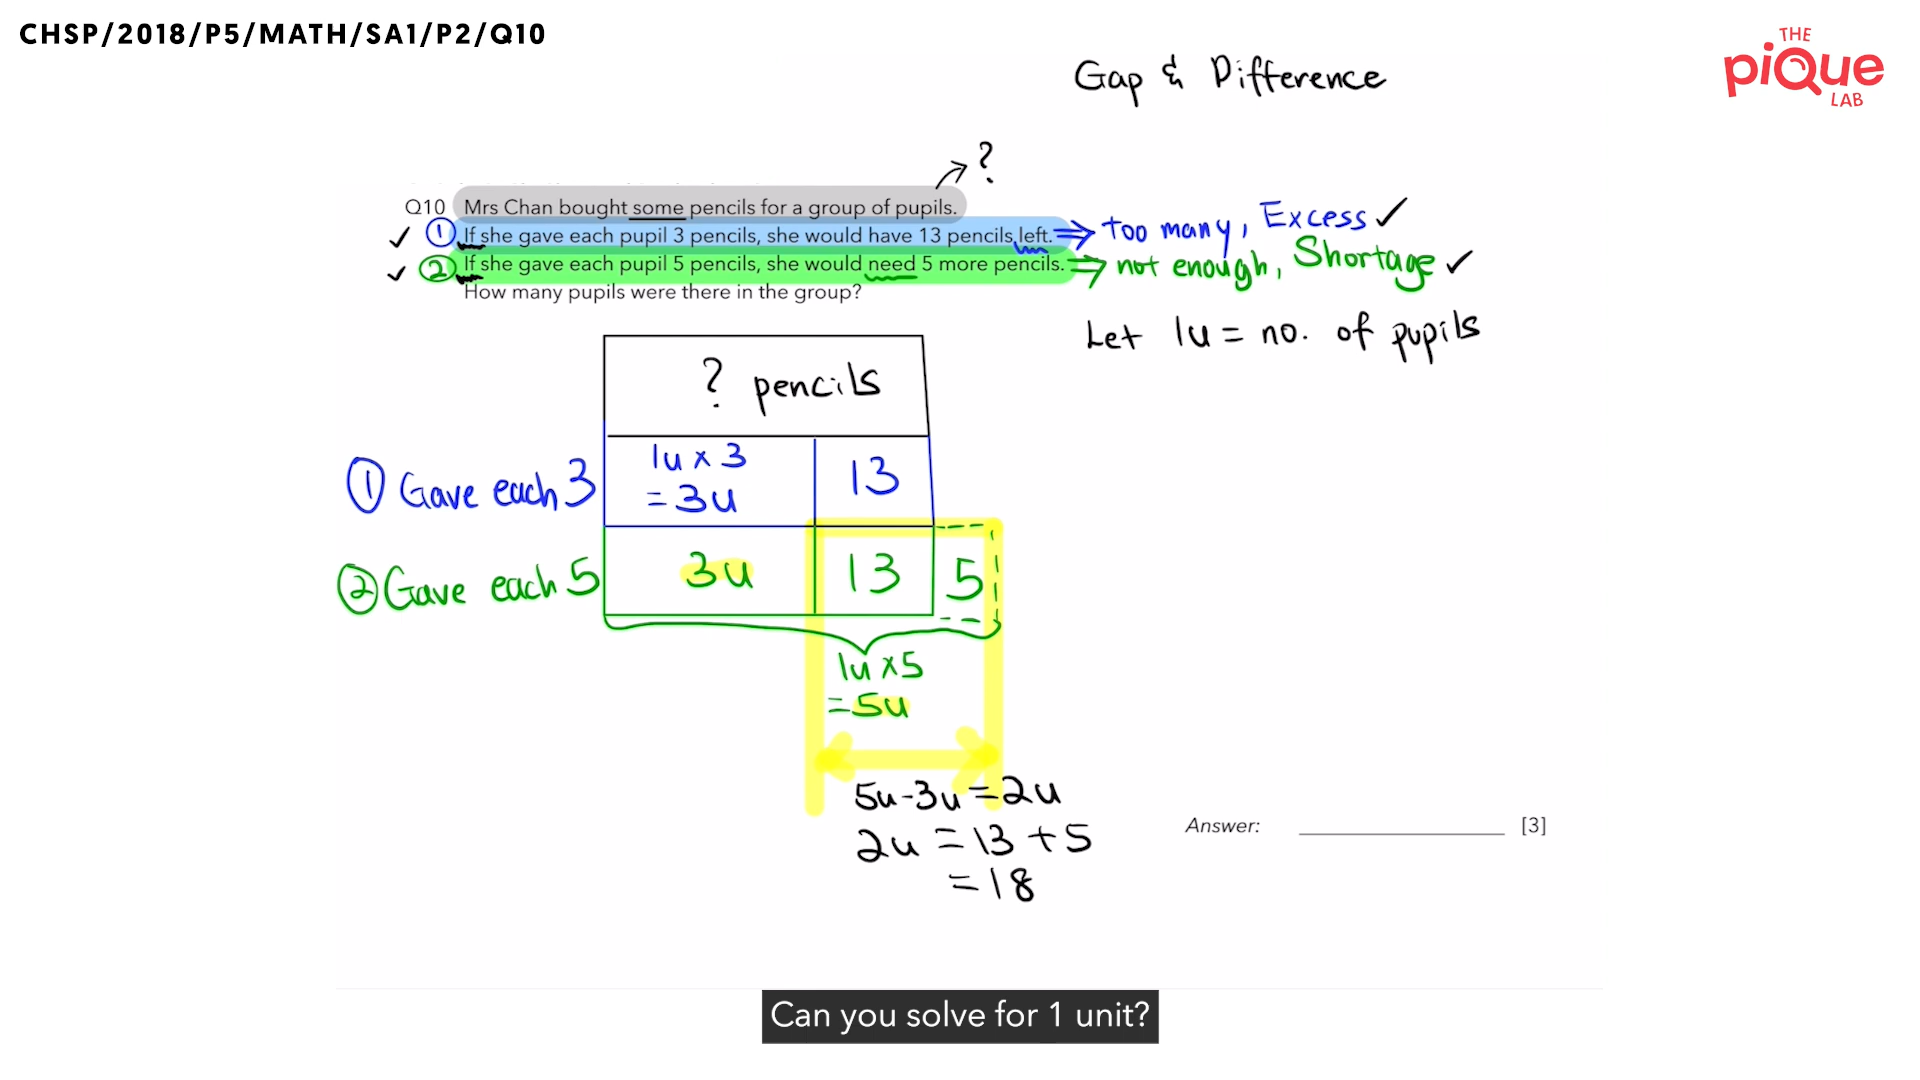 CHSP/2018/P5/MATH/SA1/P2/Q10
THE
piQue
LAB
Gap & Difference
?
Q10 Mrs Chan bought some pencils for a group of pupils.
1 If she gave each pupil 3 pencils, she would have 13 pencils left. ⇒ too many, Excess ✓
2 If she gave each pupil 5 pencils, she would need 5 more pencils. ⇒ not enough, Shortage ✓
How many pupils were there in the group?
Let 1u = no. of pupils
? pencils
1 Gave each 3
1u × 3
= 3u
13
2 Gave each 5
3u
13
5
1u × 5
= 5u
5u - 3u = 2u
2u = 13 + 5
= 18
Answer: ____________ [3]
Can you solve for 1 unit?